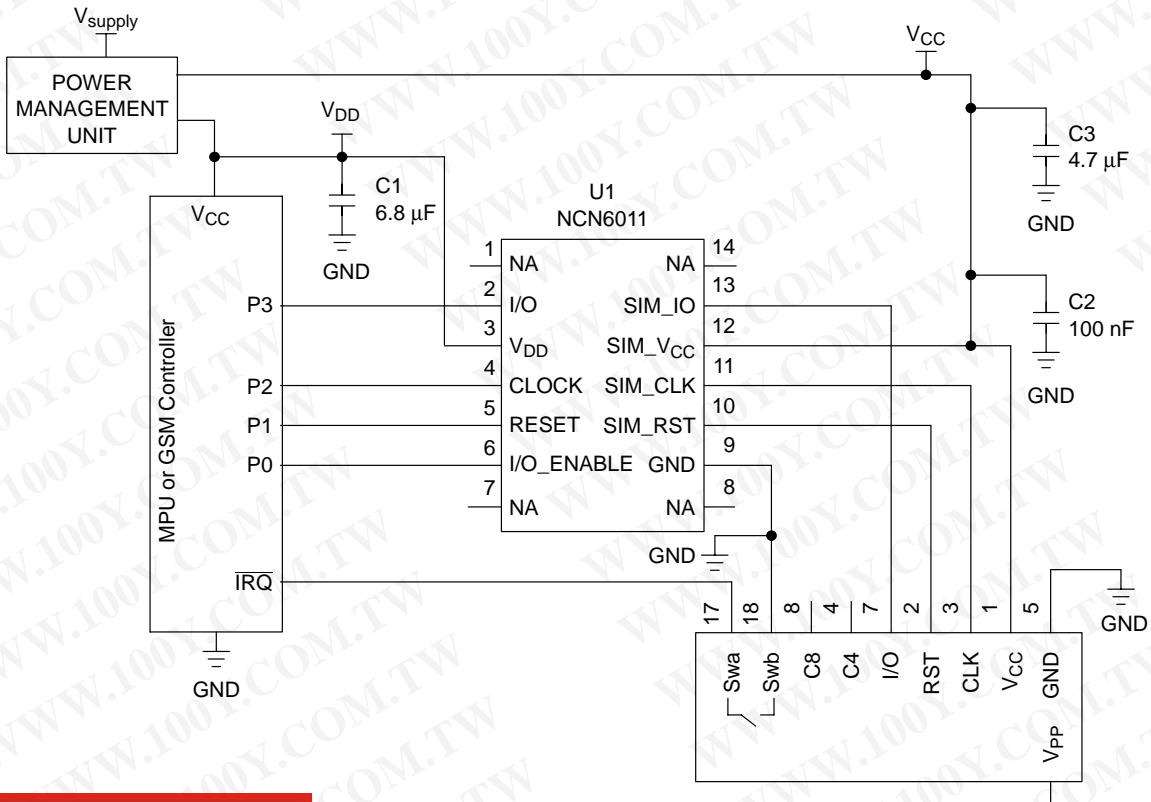 Vsupply
POWER
MANAGEMENT
UNIT
VCC
VDD
C1
6.8 μF
GND
C3
4.7 μF
GND
C2
100 nF
GND
U1
NCN6011
VCC
P3
P2
P1
P0
IRQ
MPU or GSM Controller
GND
1 NA
2 I/O
3 VDD
4 CLOCK
5 RESET
6 I/O_ENABLE
7 NA
NA 14
SIM_IO 13
SIM_VCC 12
SIM_CLK 11
SIM_RST 10
GND 9
NA 8
GND
17 Swa
18 Swb
8 C8
4 C4
7 I/O
2 RST
3 CLK
1 VCC
5 GND
VPP
GND
WWW.100Y.COM.TW